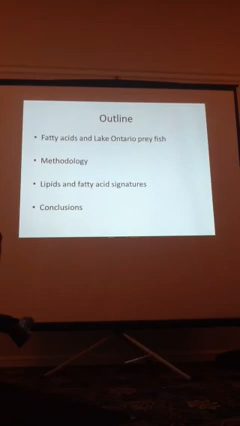 Outline
• Fatty acids and Lake Ontario prey fish
• Methodology
• Lipids and fatty acid signatures
• Conclusions